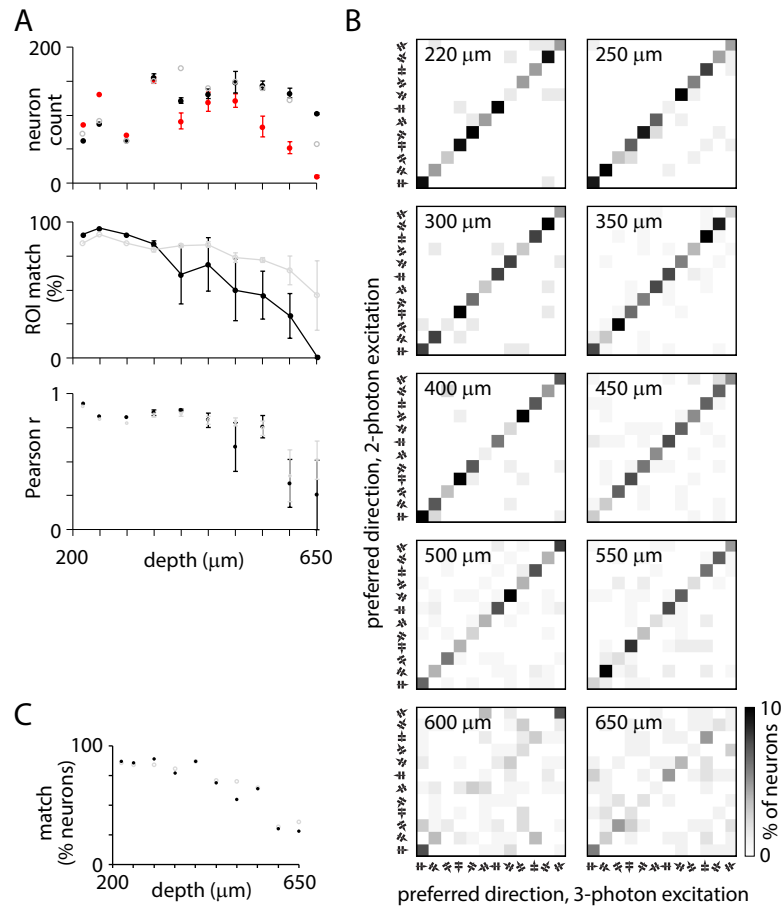 A
200
neuron
count
0
100
ROI match
(%)
0
1
Pearson r
0
200
650
depth (μm)
B
220 μm
250 μm
300 μm
350 μm
400 μm
450 μm
500 μm
550 μm
600 μm
650 μm
preferred direction, 2-photon excitation
preferred direction, 3-photon excitation
10
% of neurons
0
C
100
match
(% neurons)
0
200
650
depth (μm)